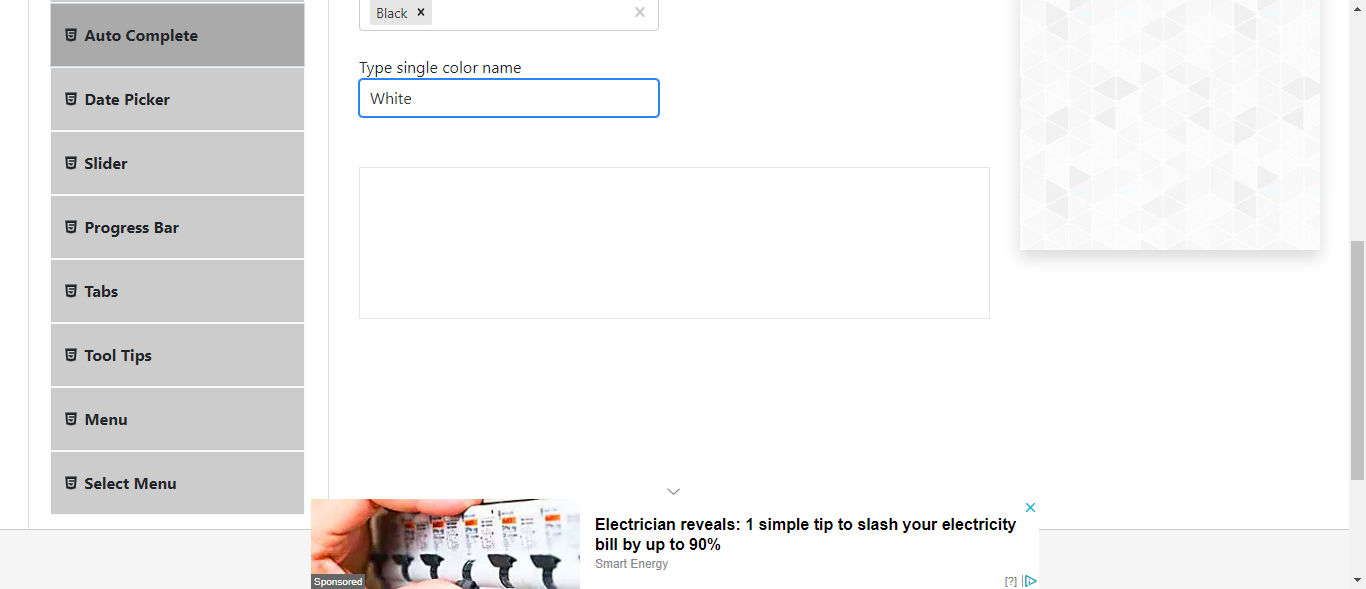 Auto Complete
Date Picker
Slider
Progress Bar
Tabs
Tool Tips
Menu
Select Menu
Black
Type single color name
White
Electrician reveals: 1 simple tip to slash your electricity
bill by up to 90%
Smart Energy
Sponsored
[?]